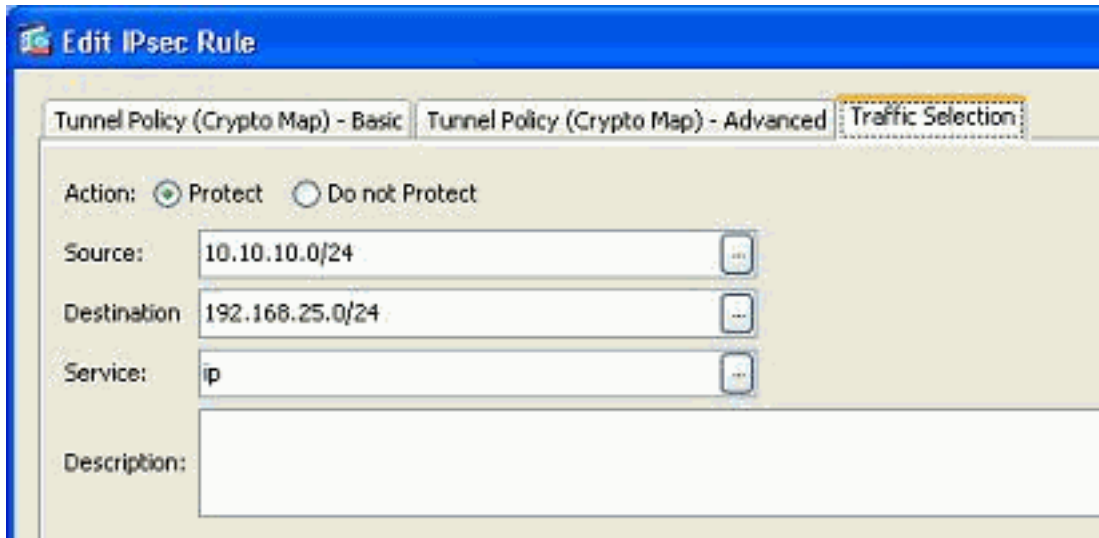 Edit IPsec Rule
Tunnel Policy (Crypto Map) - Basic Tunnel Policy (Crypto Map) - Advanced Traffic Selection
Action: Protect Do not Protect
Source: 10.10.10.0/24 ...
Destination 192.168.25.0/24 ...
Service: ip ...
Description: